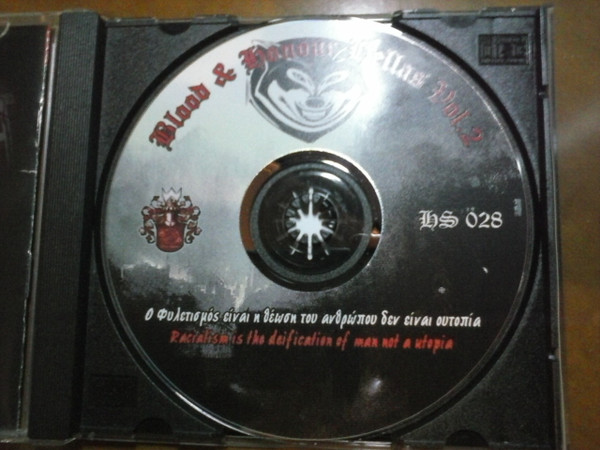 Blood & Honour Hellas Vol.2
HS 028
Ο Φυλετισμός είναι η θέωση του ανθρώπου δεν είναι ουτοπία
Racialism is the deification of man not a utopia